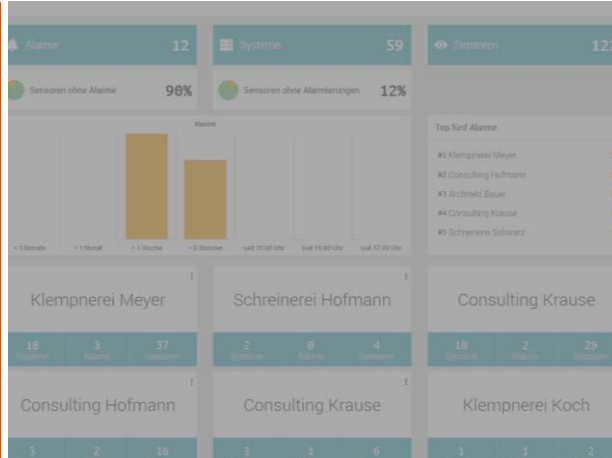 Alarme 12
Systeme 59
Sensoren
Sensoren ohne Alarme 90%
Sensoren ohne Alarmierungen 12%
Alarme
> 3 Monate
> 1 Monat
> 1 Woche
seit 15:00 Uhr
seit 16:00 Uhr
seit 17:00 Uhr
Top fünf Alarme
#1 Klempnerei Meyer
#2 Consulting Hofmann
#3 Architekt Bauer
#4 Consulting Krause
#5 Schreinerei Schwarz
Klempnerei Meyer
3 37
Systeme Alarme Sensoren
Schreinerei Hofmann
2 0 4
Systeme Alarme Sensoren
Consulting Krause
10 2 29
Systeme Alarme Sensoren
Consulting Hofmann
3 2 16
Consulting Krause
3 1 6
Klempnerei Koch
1 1 2